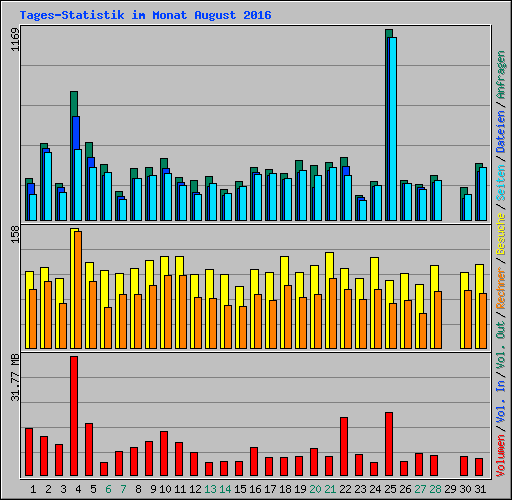 Tages-Statistik im Monat August 2016
1169
158
31.77 MB
Volumen / Vol. In / Vol. Out / Rechner / Besuche / Seiten / Dateien / Anfragen
1 2 3 4 5 6 7 8 9 10 11 12 13 14 15 16 17 18 19 20 21 22 23 24 25 26 27 28 29 30 31